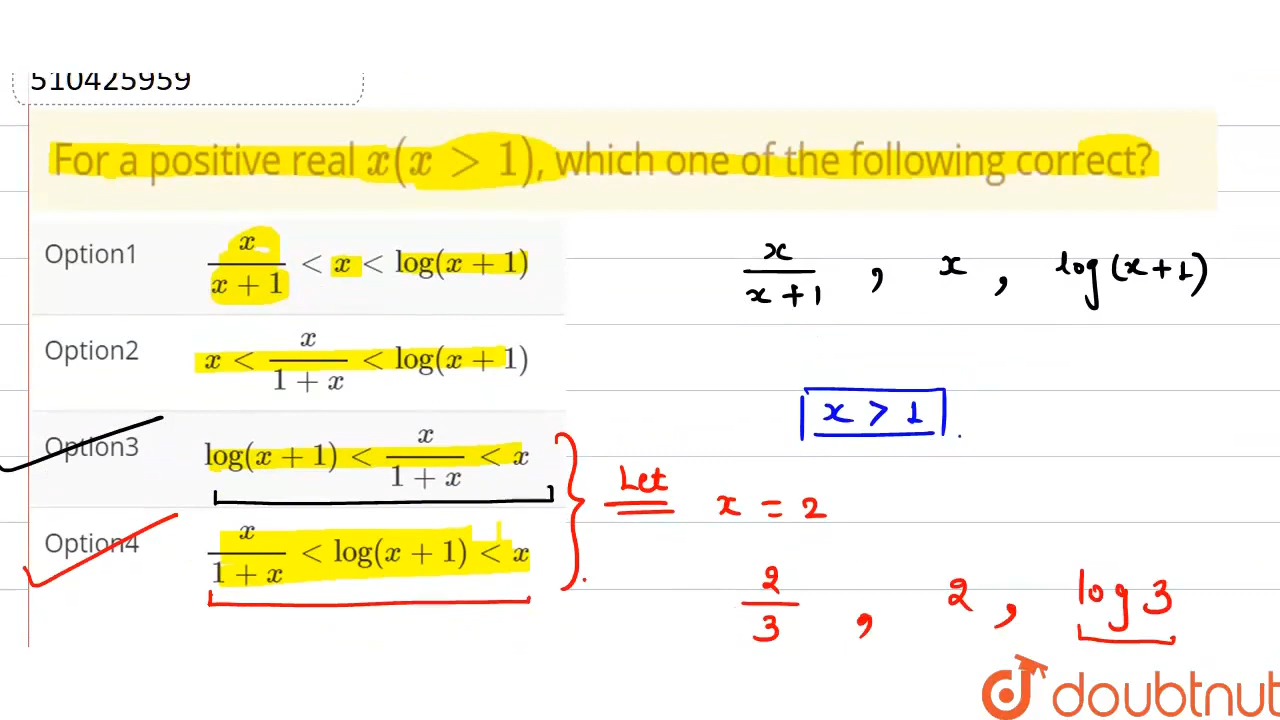 510425959
For a positive real x(x > 1), which one of the following correct?
Option1 x/(x + 1) < x < log(x + 1)
x/(x + 1) , x , log(x + 1)
Option2 x < x/(1 + x) < log(x + 1)
x > 1
Option3 log(x + 1) < x/(1 + x) < x
Let x = 2
Option4 x/(1 + x) < log(x + 1) < x
2/3 , 2 , log 3
doubtnut